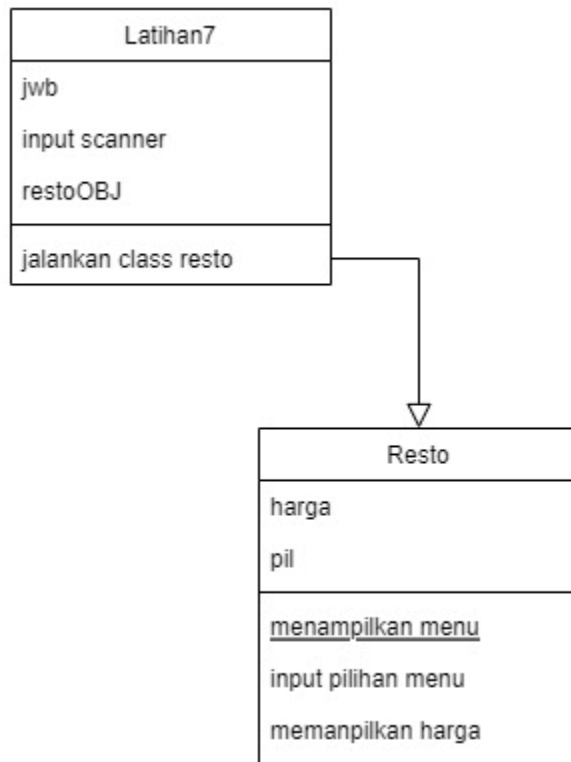 Latihan7
jwb
input scanner
restoOBJ
jalankan class resto
Resto
harga
pil
menampilkan menu
input pilihan menu
memanpilkan harga